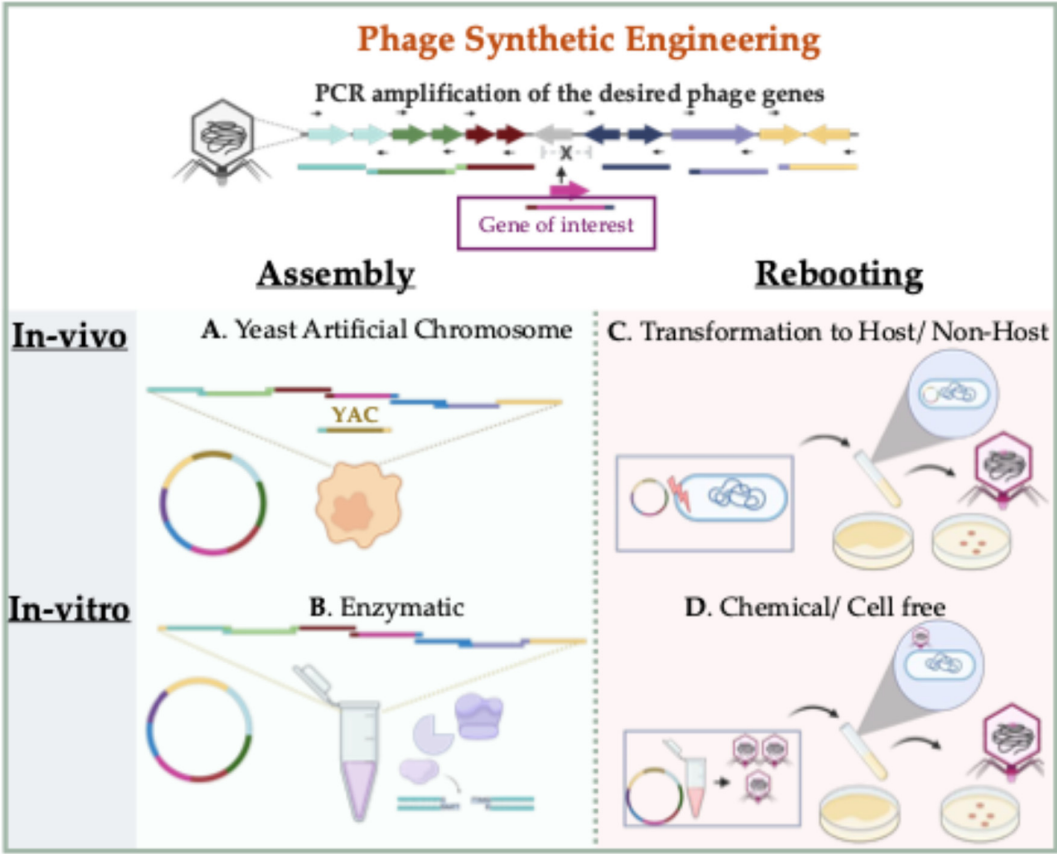 Phage Synthetic Engineering
PCR amplification of the desired phage genes
X
Gene of interest
Assembly
Rebooting
In-vivo
A. Yeast Artificial Chromosome
YAC
C. Transformation to Host/ Non-Host
In-vitro
B. Enzymatic
D. Chemical/ Cell free